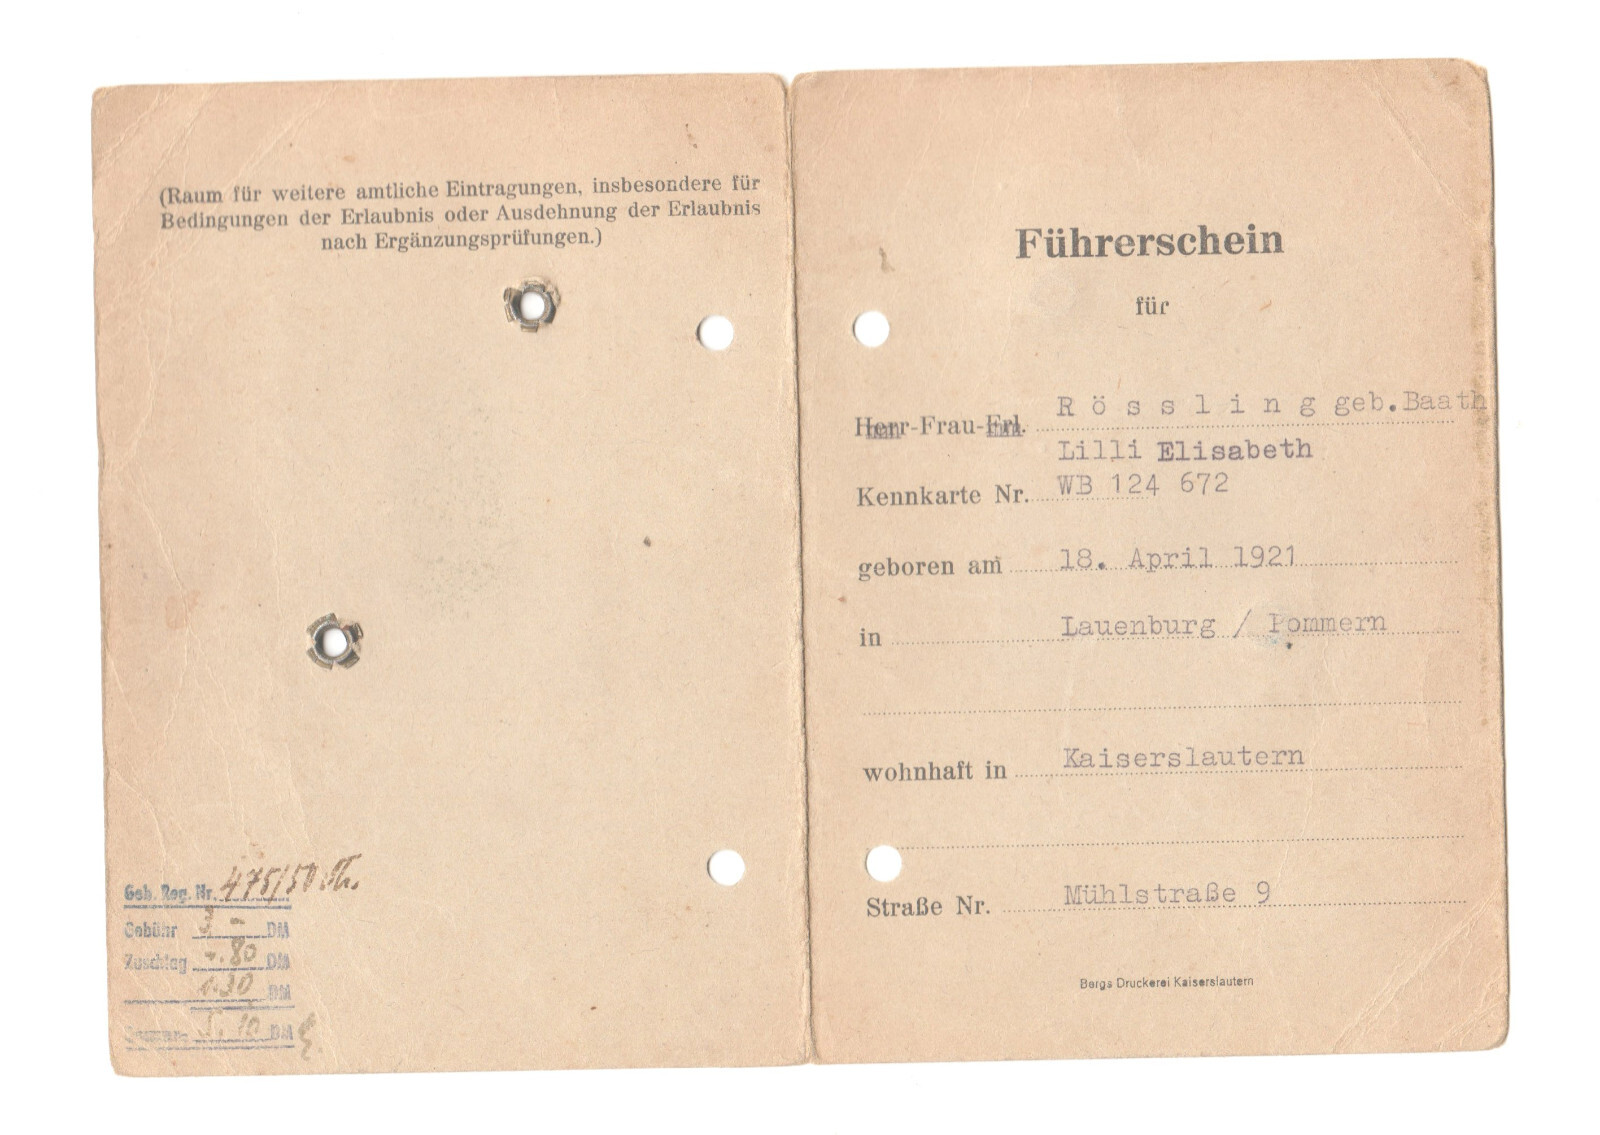 (Raum für weitere amtliche Eintragungen, insbesondere für
Bedingungen der Erlaubnis oder Ausdehnung der Erlaubnis
nach Ergänzungsprüfungen.)
Geb. Reg. Nr. 475/50
Gebühr 3,- DM
Zuschlag -.80 DM
1.30 DM
5.10 DM
Führerschein
für
Herr-Frau-Frl. Rössling geb. Baath
Lilli Elisabeth
Kennkarte Nr. WB 124 672
geboren am 18. April 1921
in Lauenburg / Pommern
wohnhaft in Kaiserslautern
Straße Nr. Mühlstraße 9
Bergs Druckerei Kaiserslautern